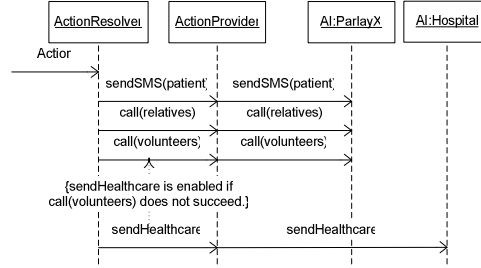 ActionResolver ActionProvider AI:ParlayX AI:Hospital
Action
sendSMS(patient) sendSMS(patient)
call(relatives) call(relatives)
call(volunteers) call(volunteers)
{sendHealthcare is enabled if
call(volunteers) does not succeed.}
sendHealthcare sendHealthcare